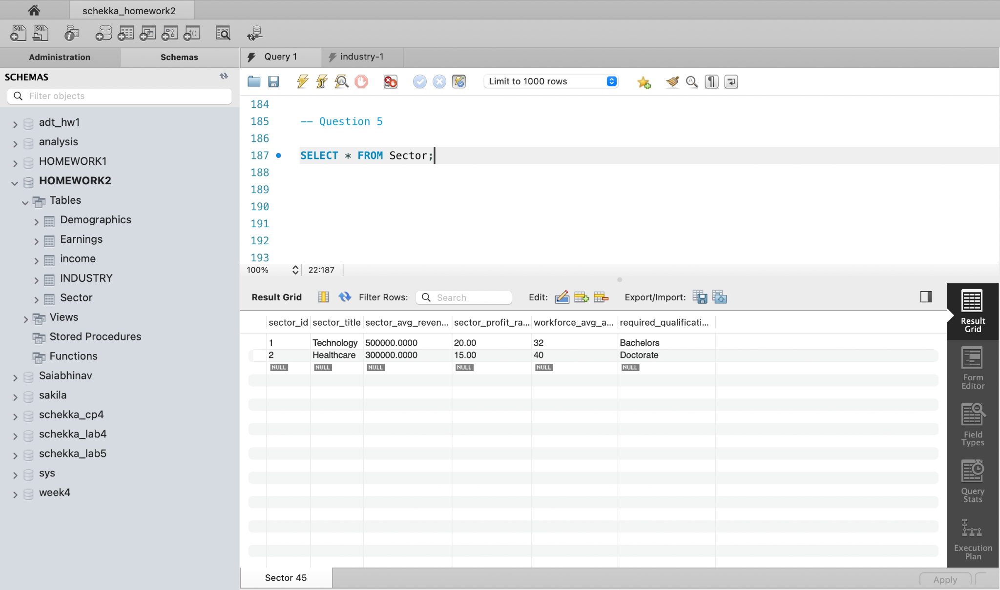 schekka_homework2
SQL SQL
Administration Schemas
SCHEMAS
Filter objects
adt_hw1
analysis
HOMEWORK1
HOMEWORK2
Tables
Demographics
Earnings
income
INDUSTRY
Sector
Views
Stored Procedures
Functions
Saiabhinav
sakila
schekka_cp4
schekka_lab4
schekka_lab5
sys
week4
Query 1 industry-1
Limit to 1000 rows
184
185 -- Question 5
186
187 SELECT * FROM Sector;
188
189
190
191
192
193
100% 22:187
Result Grid Filter Rows: Search Edit: Export/Import:
sector_id sector_title sector_avg_reven... sector_profit_ra... workforce_avg_a... required_qualificati...
1 Technology 500000.0000 20.00 32 Bachelors
2 Healthcare 300000.0000 15.00 40 Doctorate
NULL NULL NULL NULL NULL NULL
Result
Grid
Form
Editor
Field
Types
Query
Stats
Execution
Plan
Sector 45
Apply